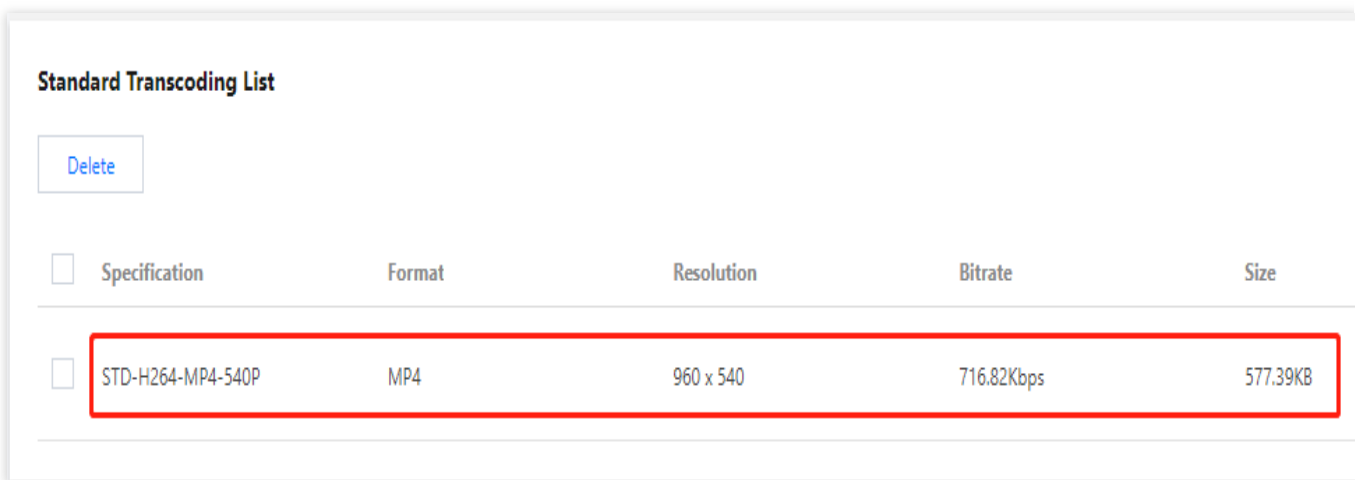 Standard Transcoding List
Delete
Specification Format Resolution Bitrate Size
STD-H264-MP4-540P MP4 960 x 540 716.82Kbps 577.39KB